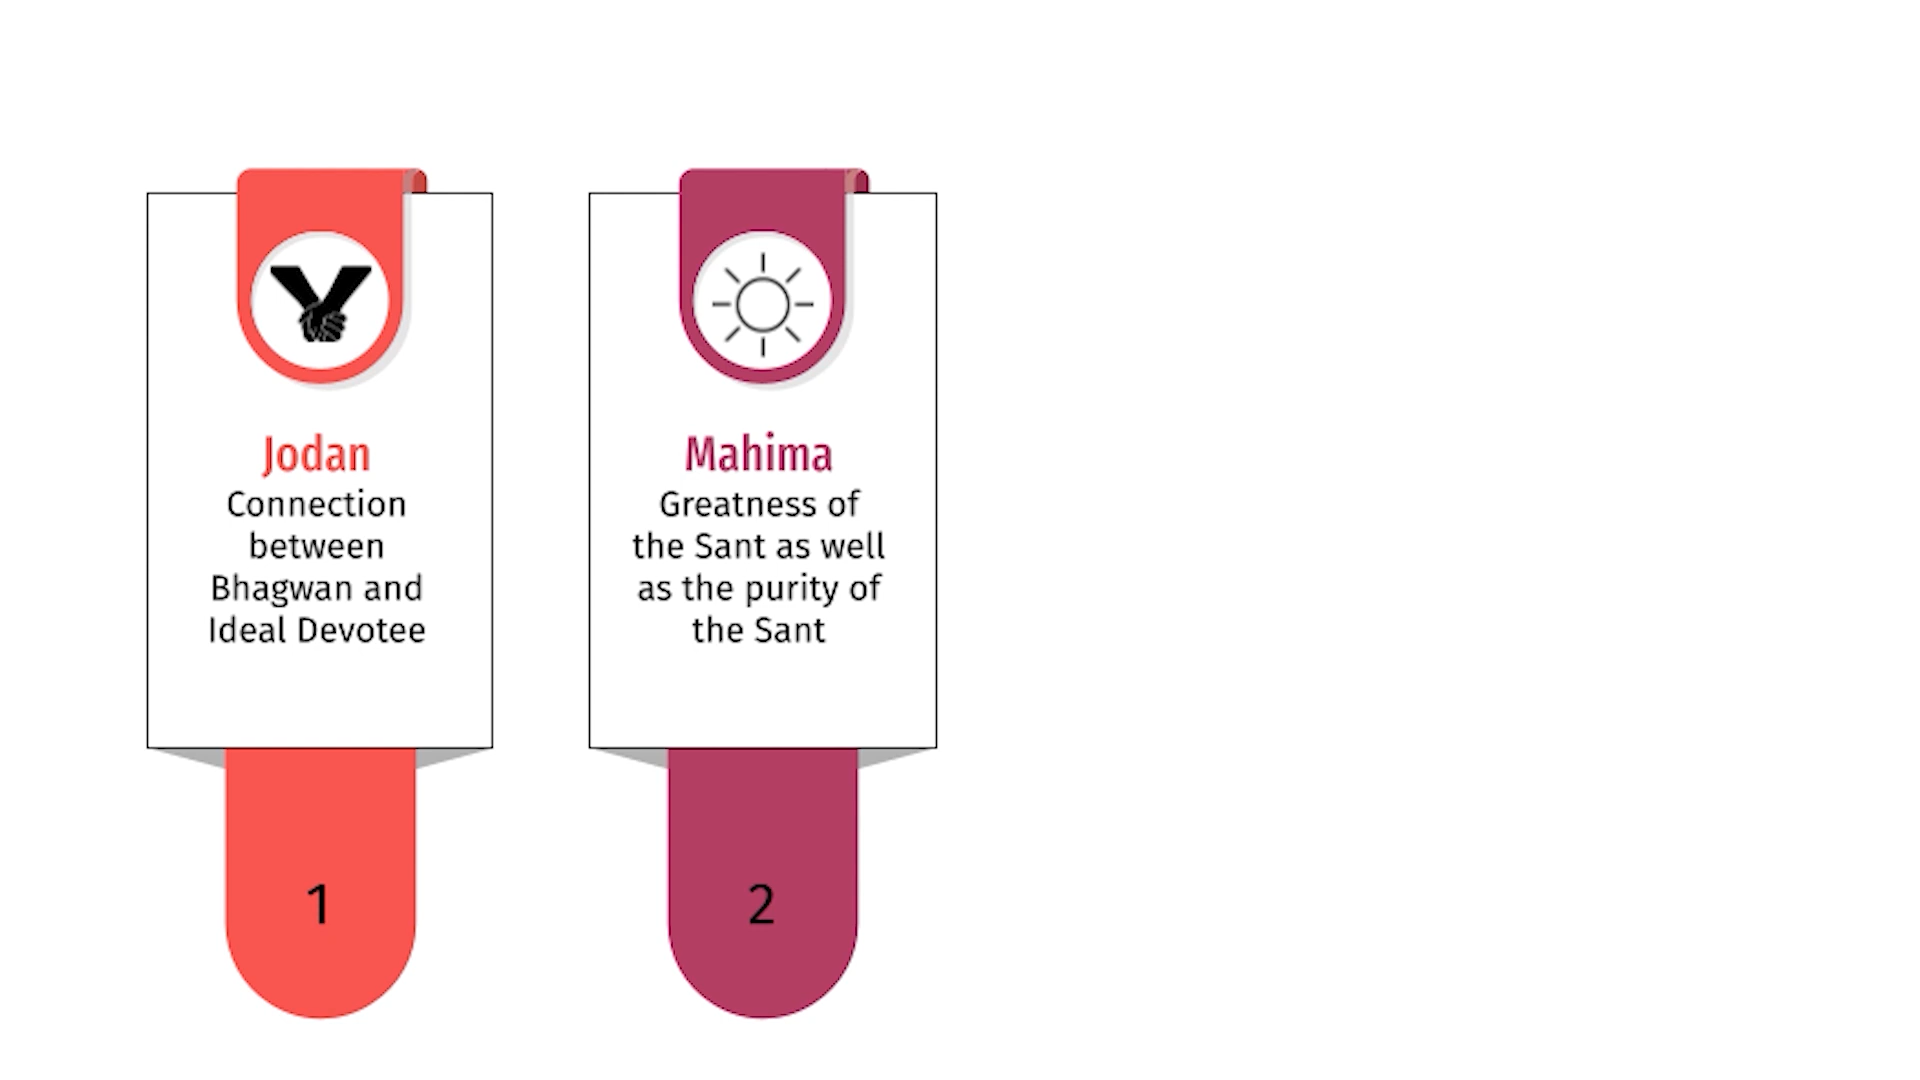 Jodan
Connection
between
Bhagwan and
Ideal Devotee
1
Mahima
Greatness of
the Sant as well
as the purity of
the Sant
2